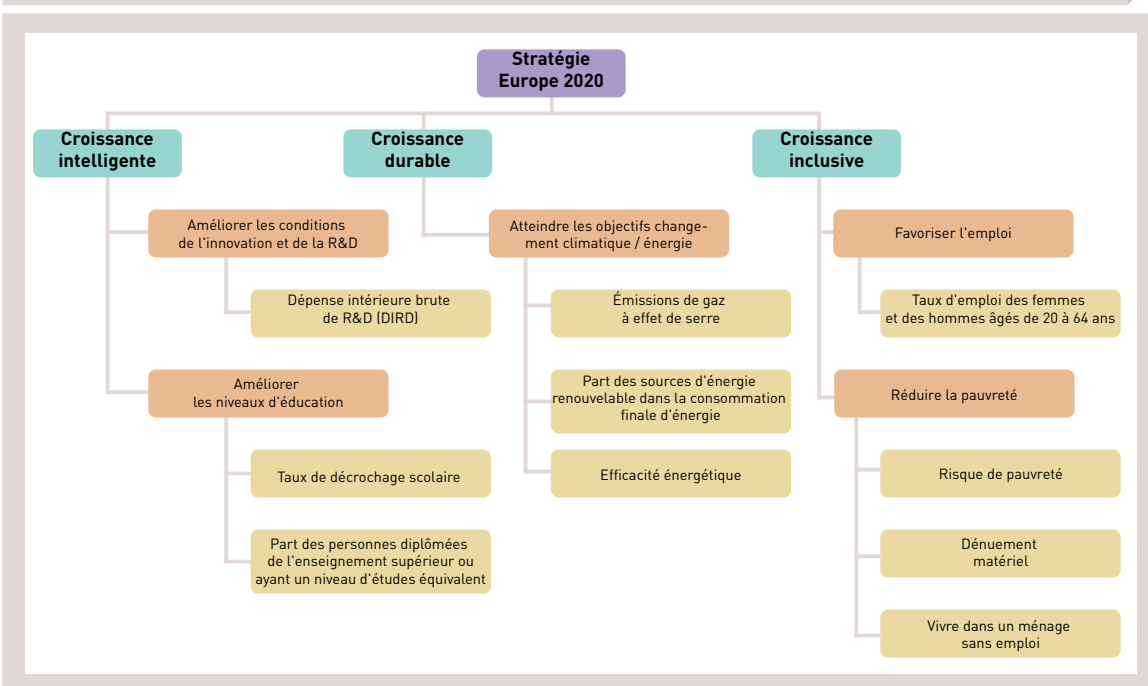 Stratégie
Europe 2020
Croissance
intelligente
Améliorer les conditions
de l'innovation et de la R&D
Dépense intérieure brute
de R&D (DIRD)
Améliorer
les niveaux d'éducation
Taux de décrochage scolaire
Part des personnes diplômées
de l'enseignement supérieur ou
ayant un niveau d'études équivalent
Croissance
durable
Atteindre les objectifs change-
ment climatique / énergie
Émissions de gaz
à effet de serre
Part des sources d'énergie
renouvelable dans la consommation
finale d'énergie
Efficacité énergétique
Croissance
inclusive
Favoriser l'emploi
Taux d'emploi des femmes
et des hommes âgés de 20 à 64 ans
Réduire la pauvreté
Risque de pauvreté
Dénuement
matériel
Vivre dans un ménage
sans emploi